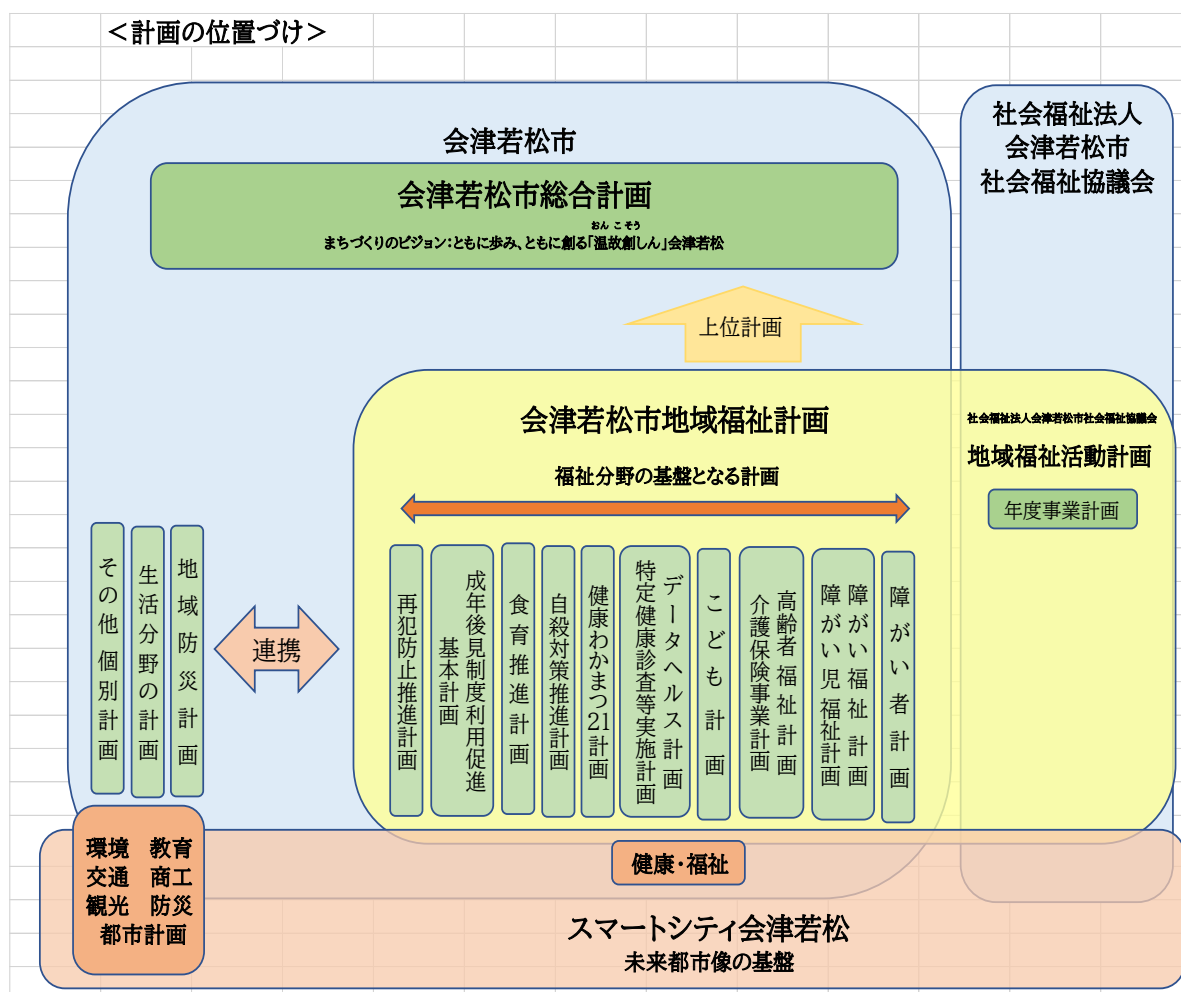 <計画の位置づけ>
会津若松市
会津若松市総合計画
おん こそう
まちづくりのビジョン:ともに歩み、ともに創る「温故創しん」会津若松
社会福祉法人
会津若松市
社会福祉協議会
上位計画
会津若松市地域福祉計画
福祉分野の基盤となる計画
社会福祉法人会津若松市社会福祉協議会
地域福祉活動計画
年度事業計画
障がい者計画
障がい福祉計画
障がい児福祉計画
高齢者福祉計画
介護保険事業計画
こども計画
データヘルス計画
特定健康診査等実施計画
健康わかまつ21計画
自殺対策推進計画
食育推進計画
成年後見制度利用促進
基本計画
再犯防止推進計画
連携
地域防災計画
生活分野の計画
その他個別計画
環境 教育
交通 商工
観光 防災
都市計画
健康・福祉
スマートシティ会津若松
未来都市像の基盤